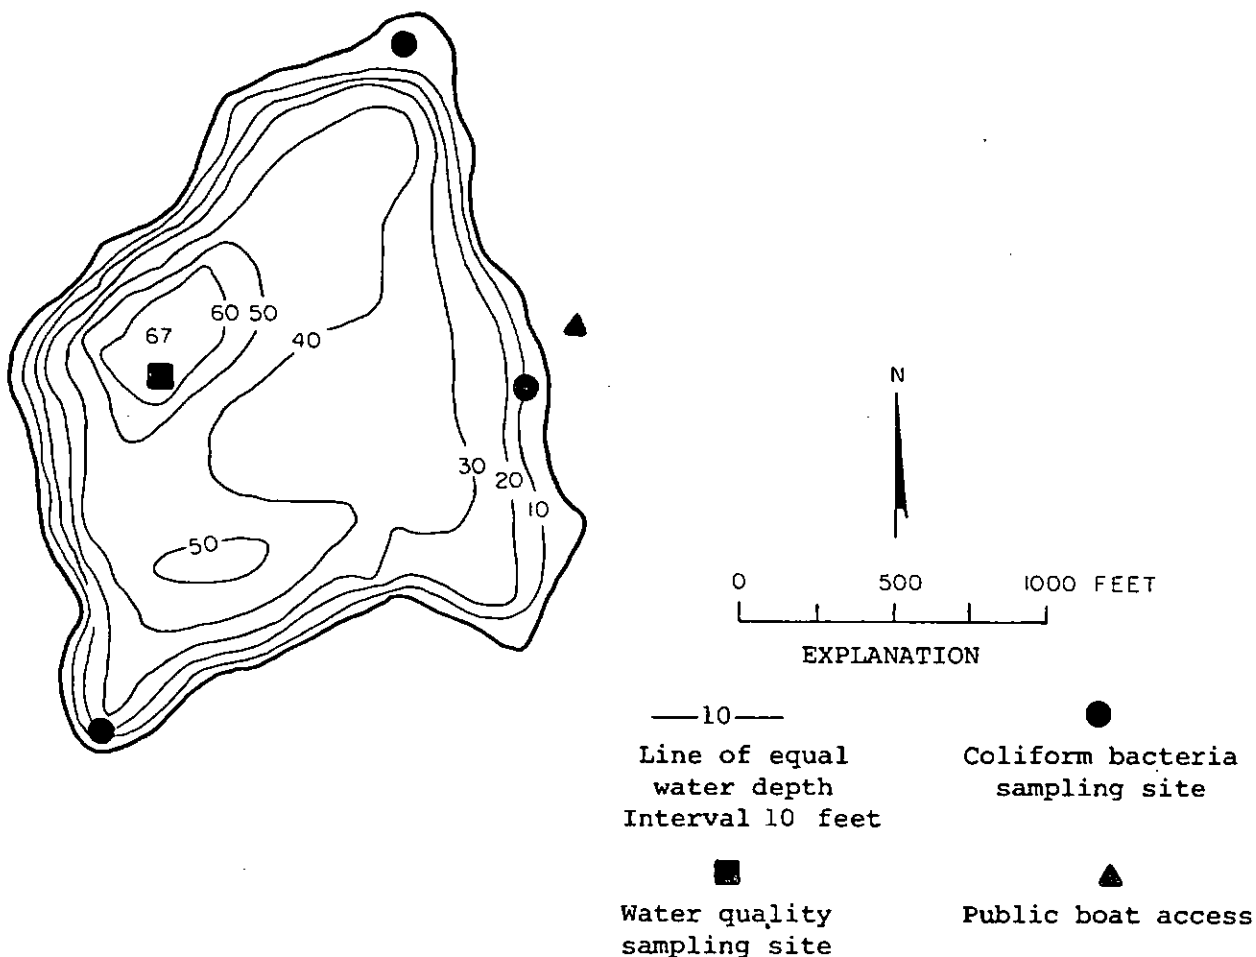 60
50
67
40
N
30
20
10
50
0 500 1000 FEET
EXPLANATION
10
Line of equal
water depth
Interval 10 feet
Coliform bacteria
sampling site
Water quality
sampling site
Public boat access